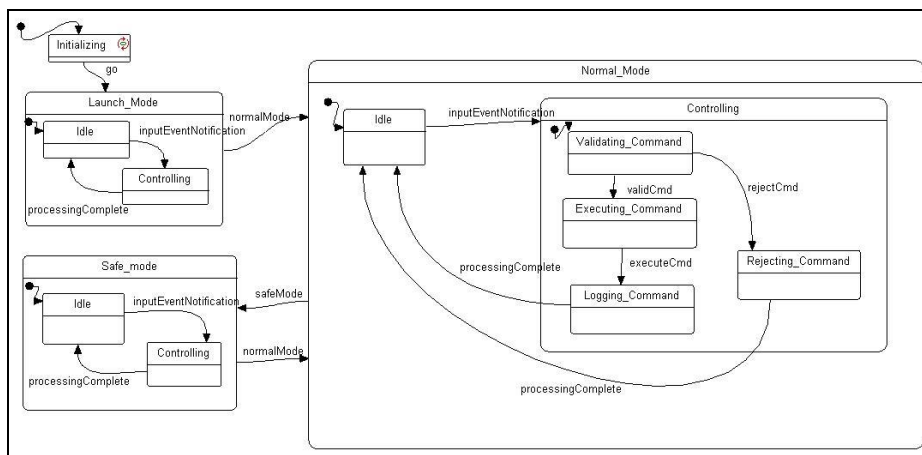 Initializing
go
Launch_Mode
Idle
inputEventNotification
Controlling
processingComplete
normalMode
Normal_Mode
Idle
inputEventNotification
Controlling
Validating_Command
validCmd
rejectCmd
Executing_Command
executeCmd
Rejecting_Command
processingComplete
Logging_Command
processingComplete
Safe_mode
Idle
inputEventNotification
Controlling
processingComplete
safeMode
normalMode